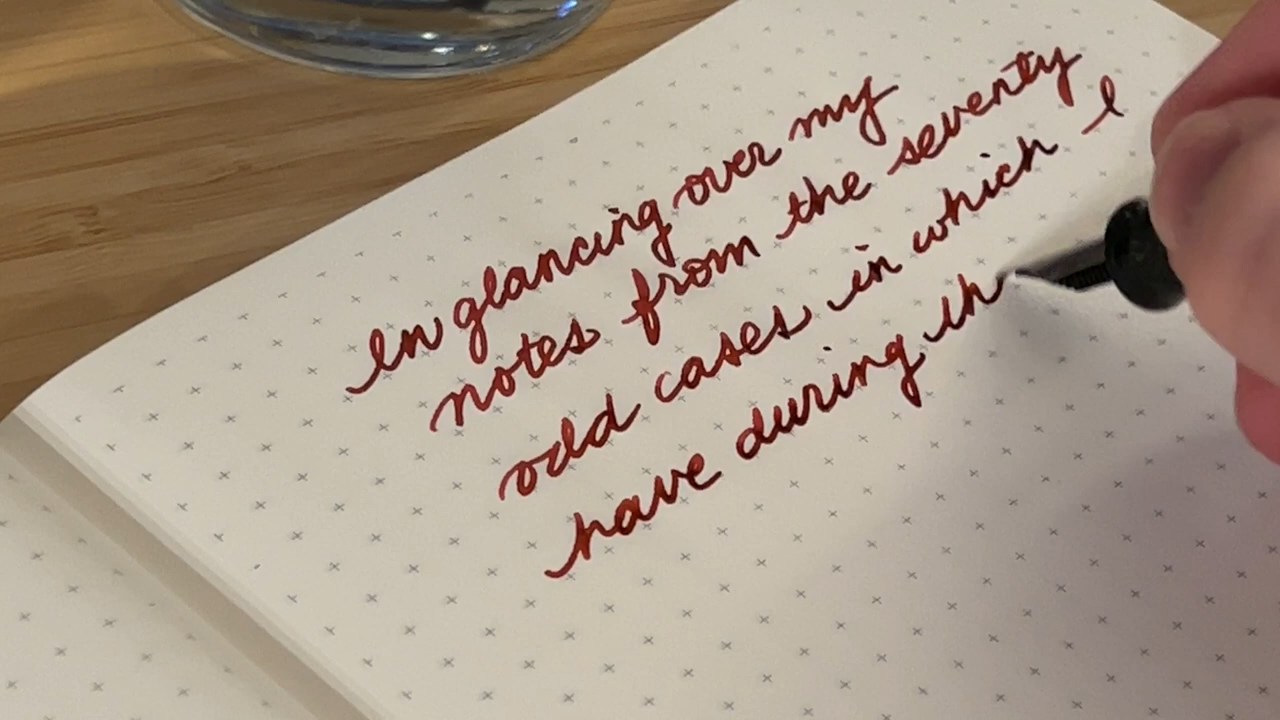 In glancing over my
notes from the seventy
odd cases in which I
have during th